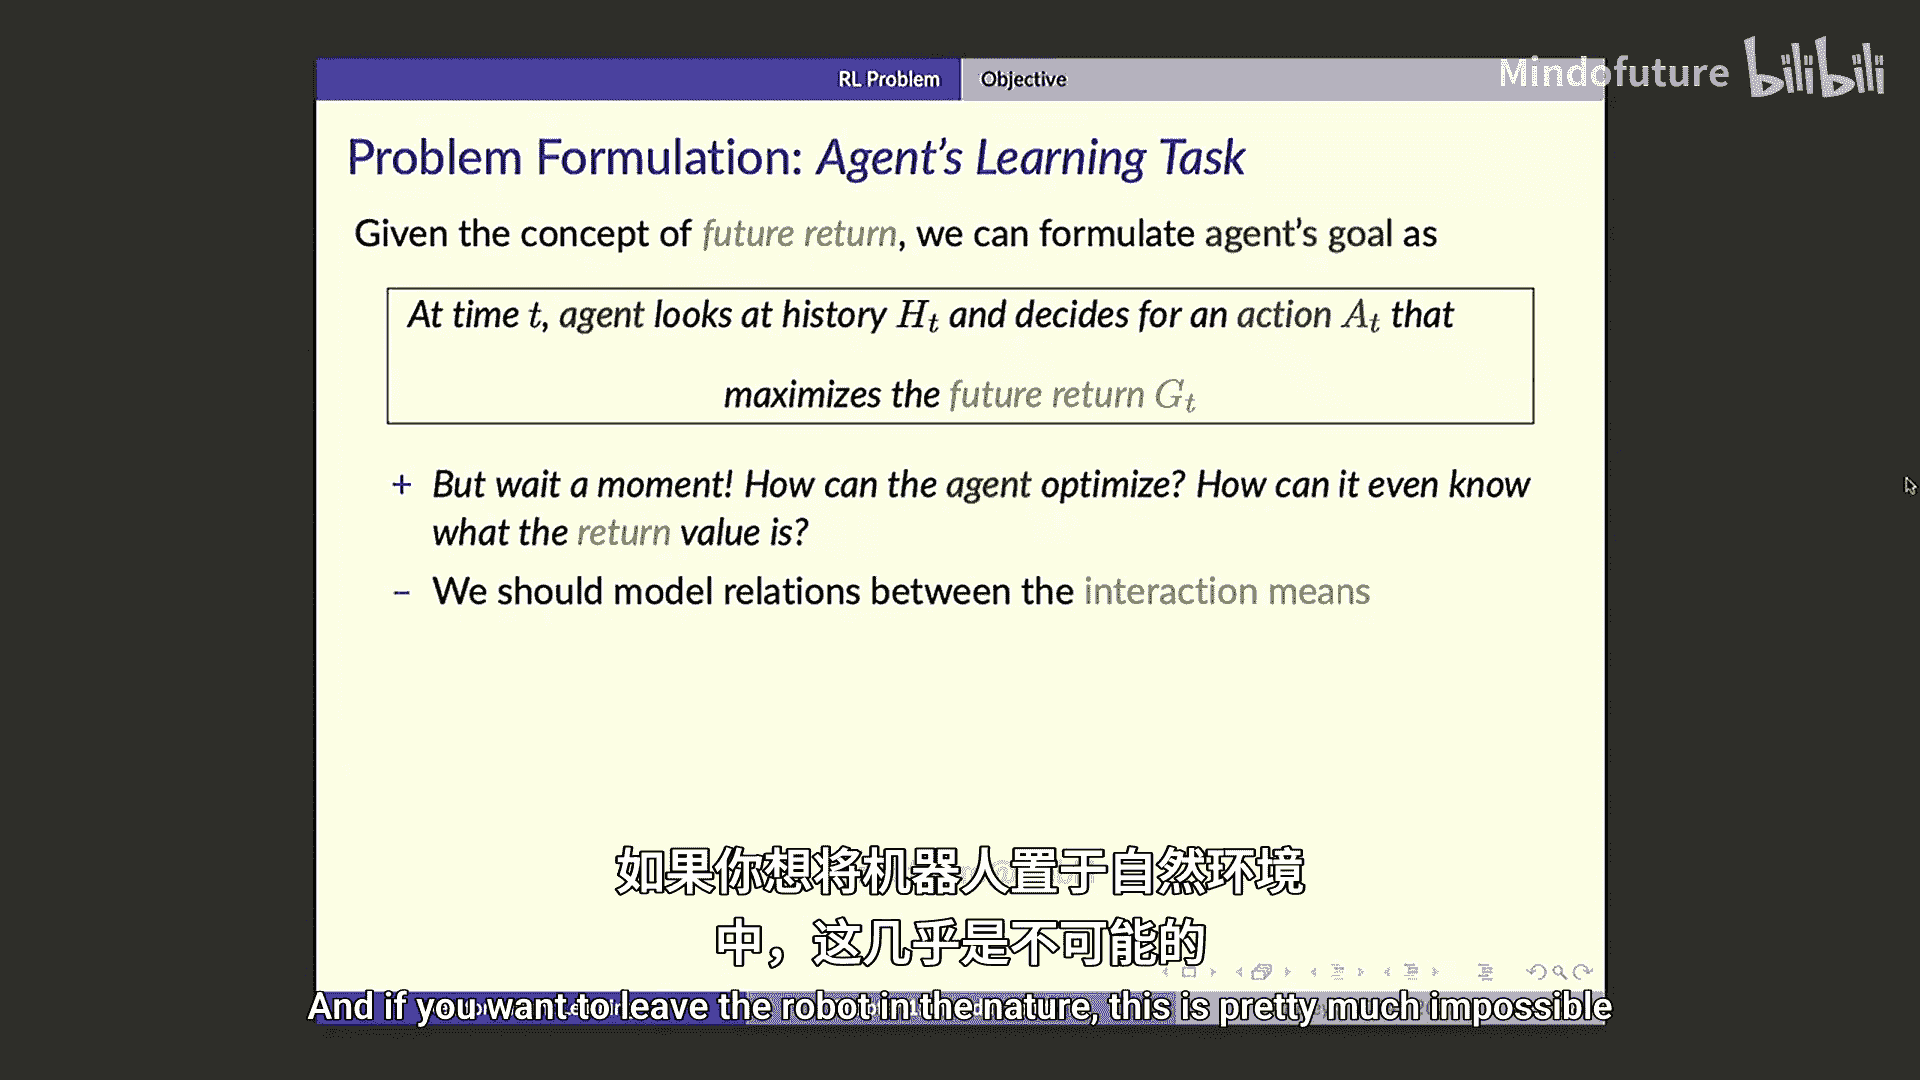 RL Problem Objective
Mindofuture bilibili
Problem Formulation: Agent's Learning Task
Given the concept of future return, we can formulate agent's goal as
At time t, agent looks at history Hₜ and decides for an action Aₜ that
maximizes the future return Gₜ
+ But wait a moment! How can the agent optimize? How can it even know
what the return value is?
– We should model relations between the interaction means
如果你想将机器人置于自然环境
中，这几乎是不可能的
And if you want to leave the robot in the nature, this is pretty much impossible